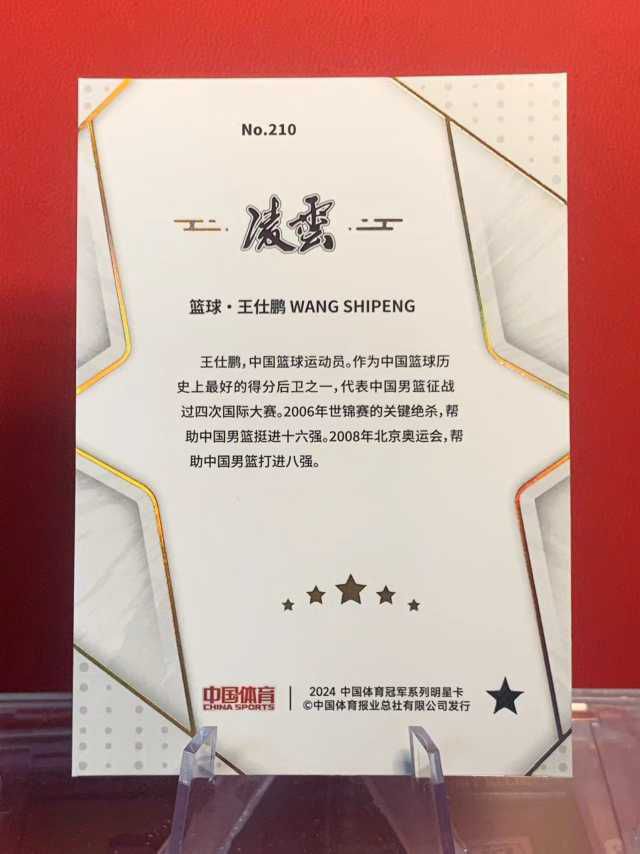 No.210
凌雲
篮球·王仕鹏 WANG SHIPENG
王仕鹏,中国篮球运动员。作为中国篮球历
史上最好的得分后卫之一,代表中国男篮征战
过四次国际大赛。2006年世锦赛的关键绝杀,帮
助中国男篮挺进十六强。2008年北京奥运会,帮
助中国男篮打进八强。
中国体育
CHINA SPORTS
2024 中国体育冠军系列明星卡
©中国体育报业总社有限公司发行